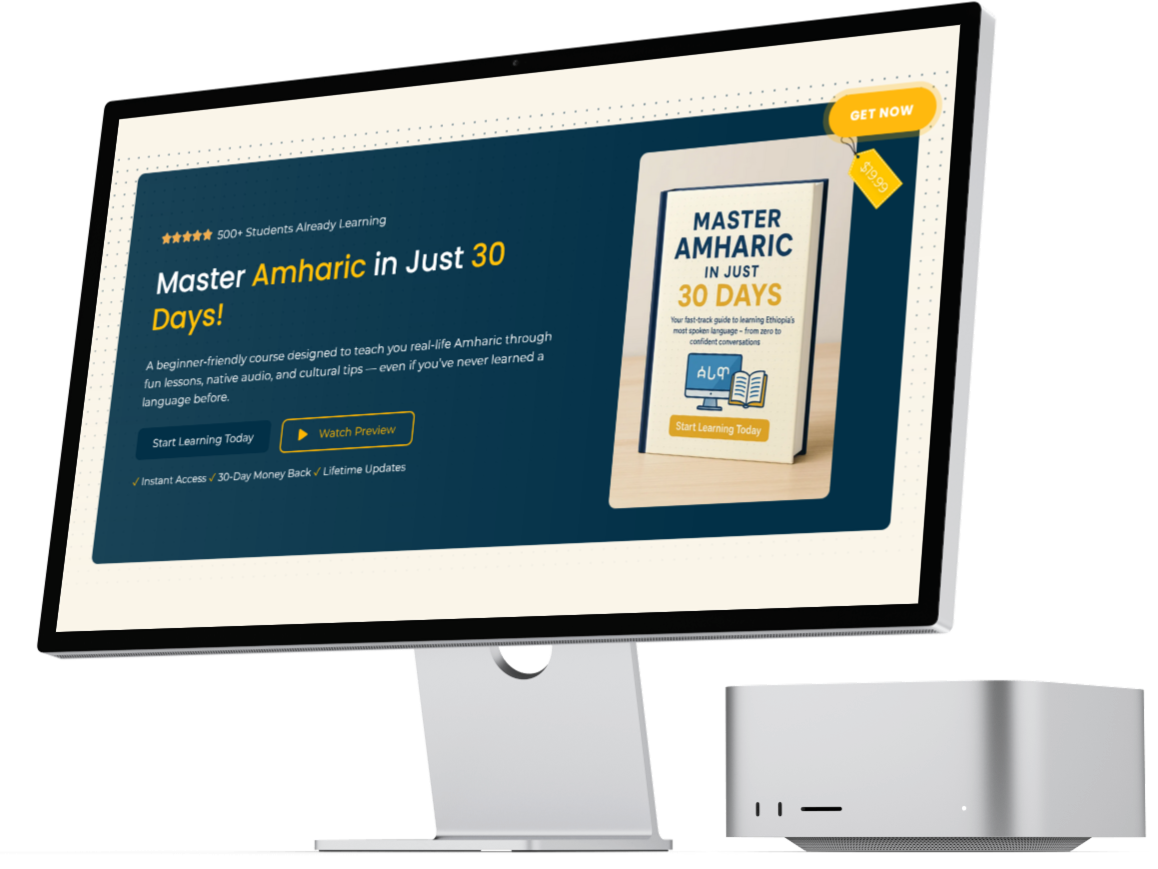 GET NOW
$19.99
500+ Students Already Learning
Master Amharic in Just 30
Days!
A beginner-friendly course designed to teach you real-life Amharic through
fun lessons, native audio, and cultural tips — even if you've never learned a
language before.
Start Learning Today
Watch Preview
✓ Instant Access ✓ 30-Day Money Back ✓ Lifetime Updates
MASTER
AMHARIC
IN JUST
30 DAYS
Your fast-track guide to learning Ethiopia's
most spoken language – from zero to
confident conversations
Start Learning Today